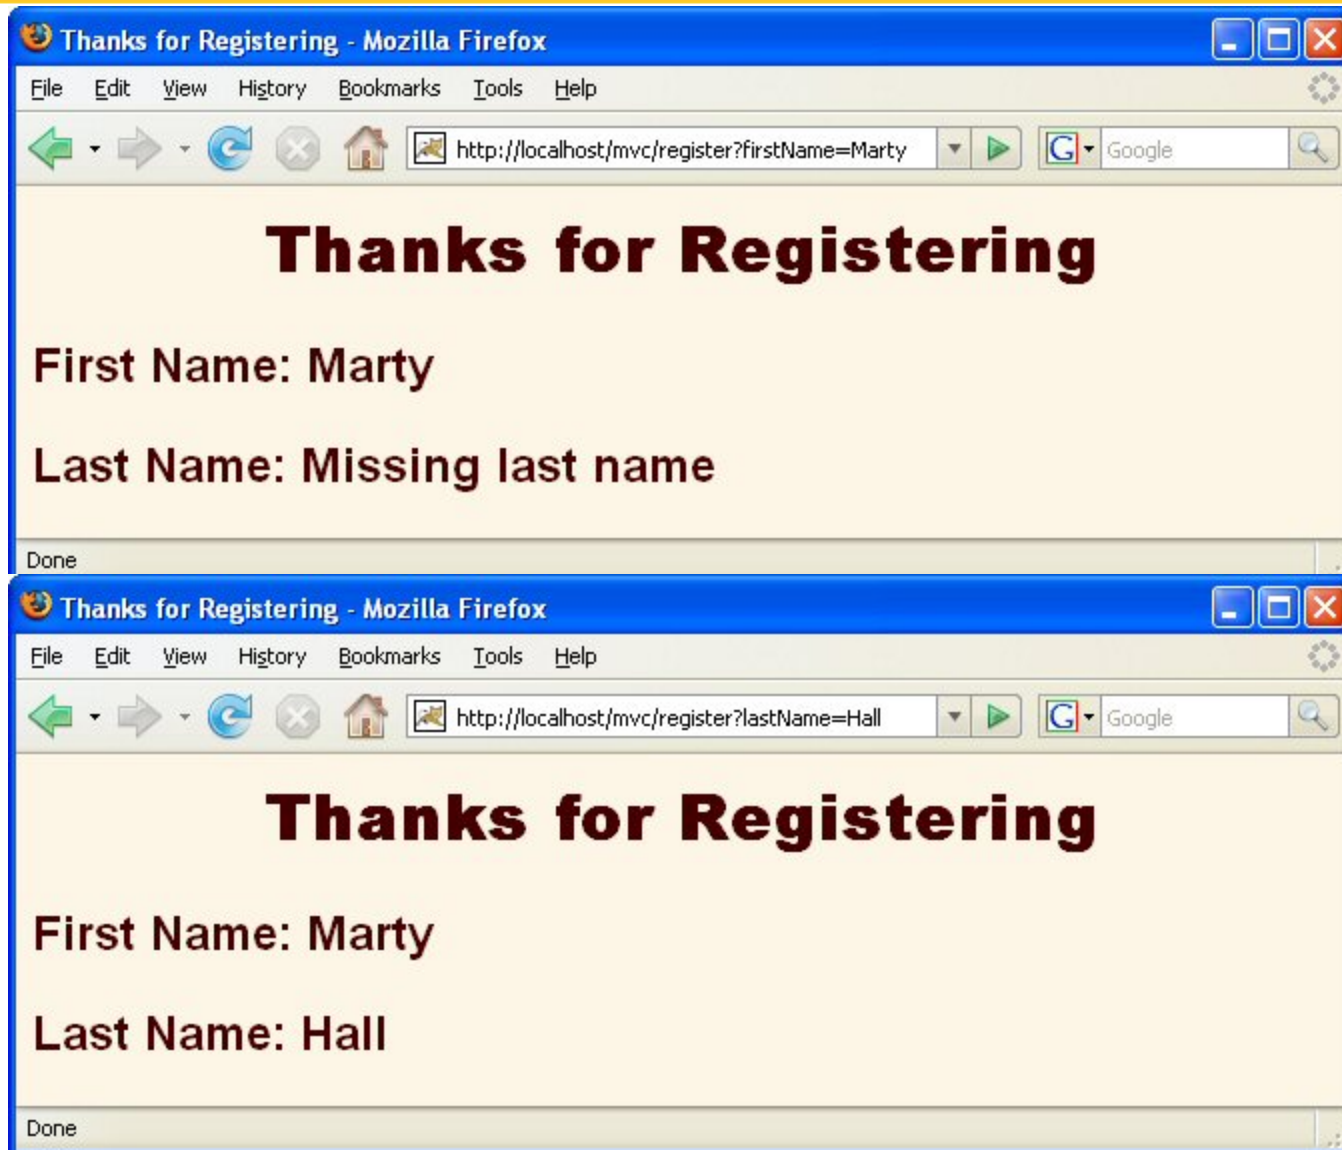 Thanks for Registering - Mozilla Firefox
File Edit View History Bookmarks Tools Help
http://localhost/mvc/register?firstName=Marty G Google
Thanks for Registering
First Name: Marty
Last Name: Missing last name
Done
Thanks for Registering - Mozilla Firefox
File Edit View History Bookmarks Tools Help
http://localhost/mvc/register?lastName=Hall G Google
Thanks for Registering
First Name: Marty
Last Name: Hall
Done